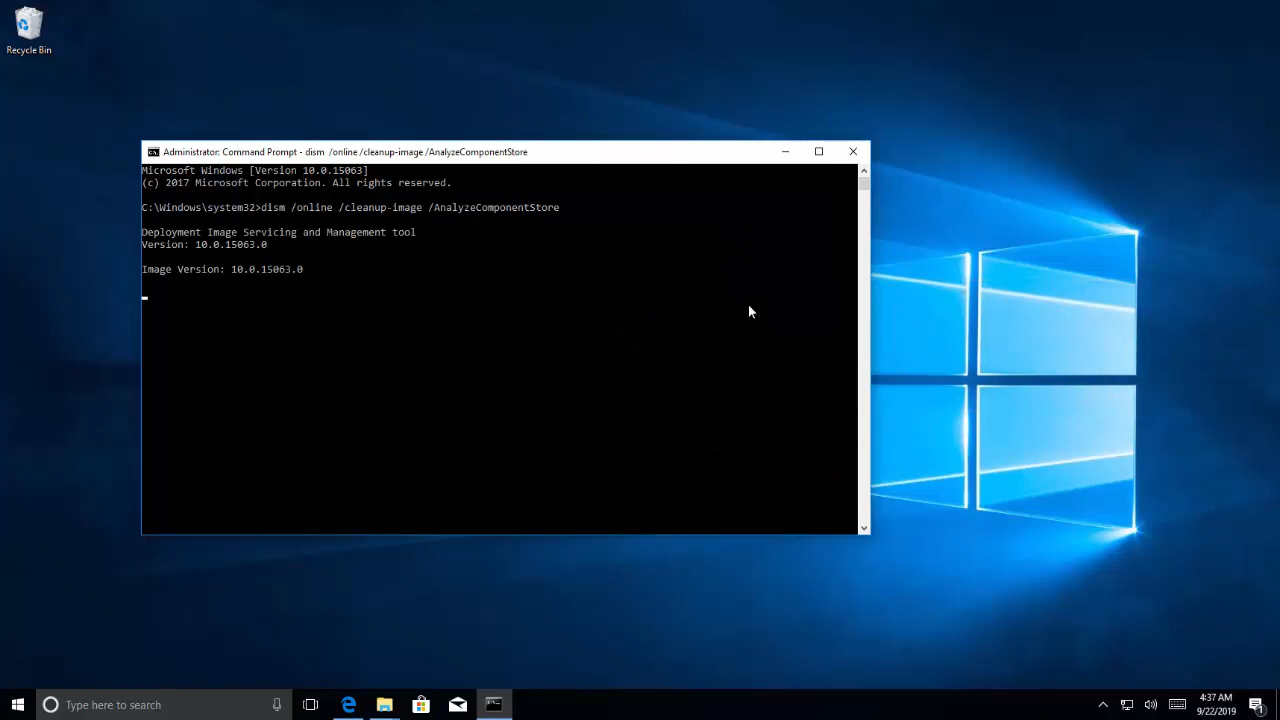 Recycle Bin
Administrator: Command Prompt - dism /online /cleanup-image /AnalyzeComponentStore
Microsoft Windows [Version 10.0.15063]
(c) 2017 Microsoft Corporation. All rights reserved.
C:\Windows\system32>dism /online /cleanup-image /AnalyzeComponentStore
Deployment Image Servicing and Management tool
Version: 10.0.15063.0
Image Version: 10.0.15063.0
Type here to search
4:37 AM
9/22/2019
1